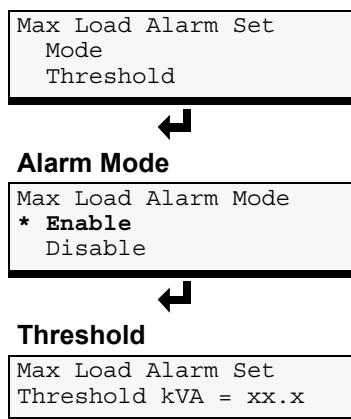 Max Load Alarm Set
Mode
Threshold
Alarm Mode
Max Load Alarm Mode
* Enable
Disable
Threshold
Max Load Alarm Set
Threshold kVA = xx.x